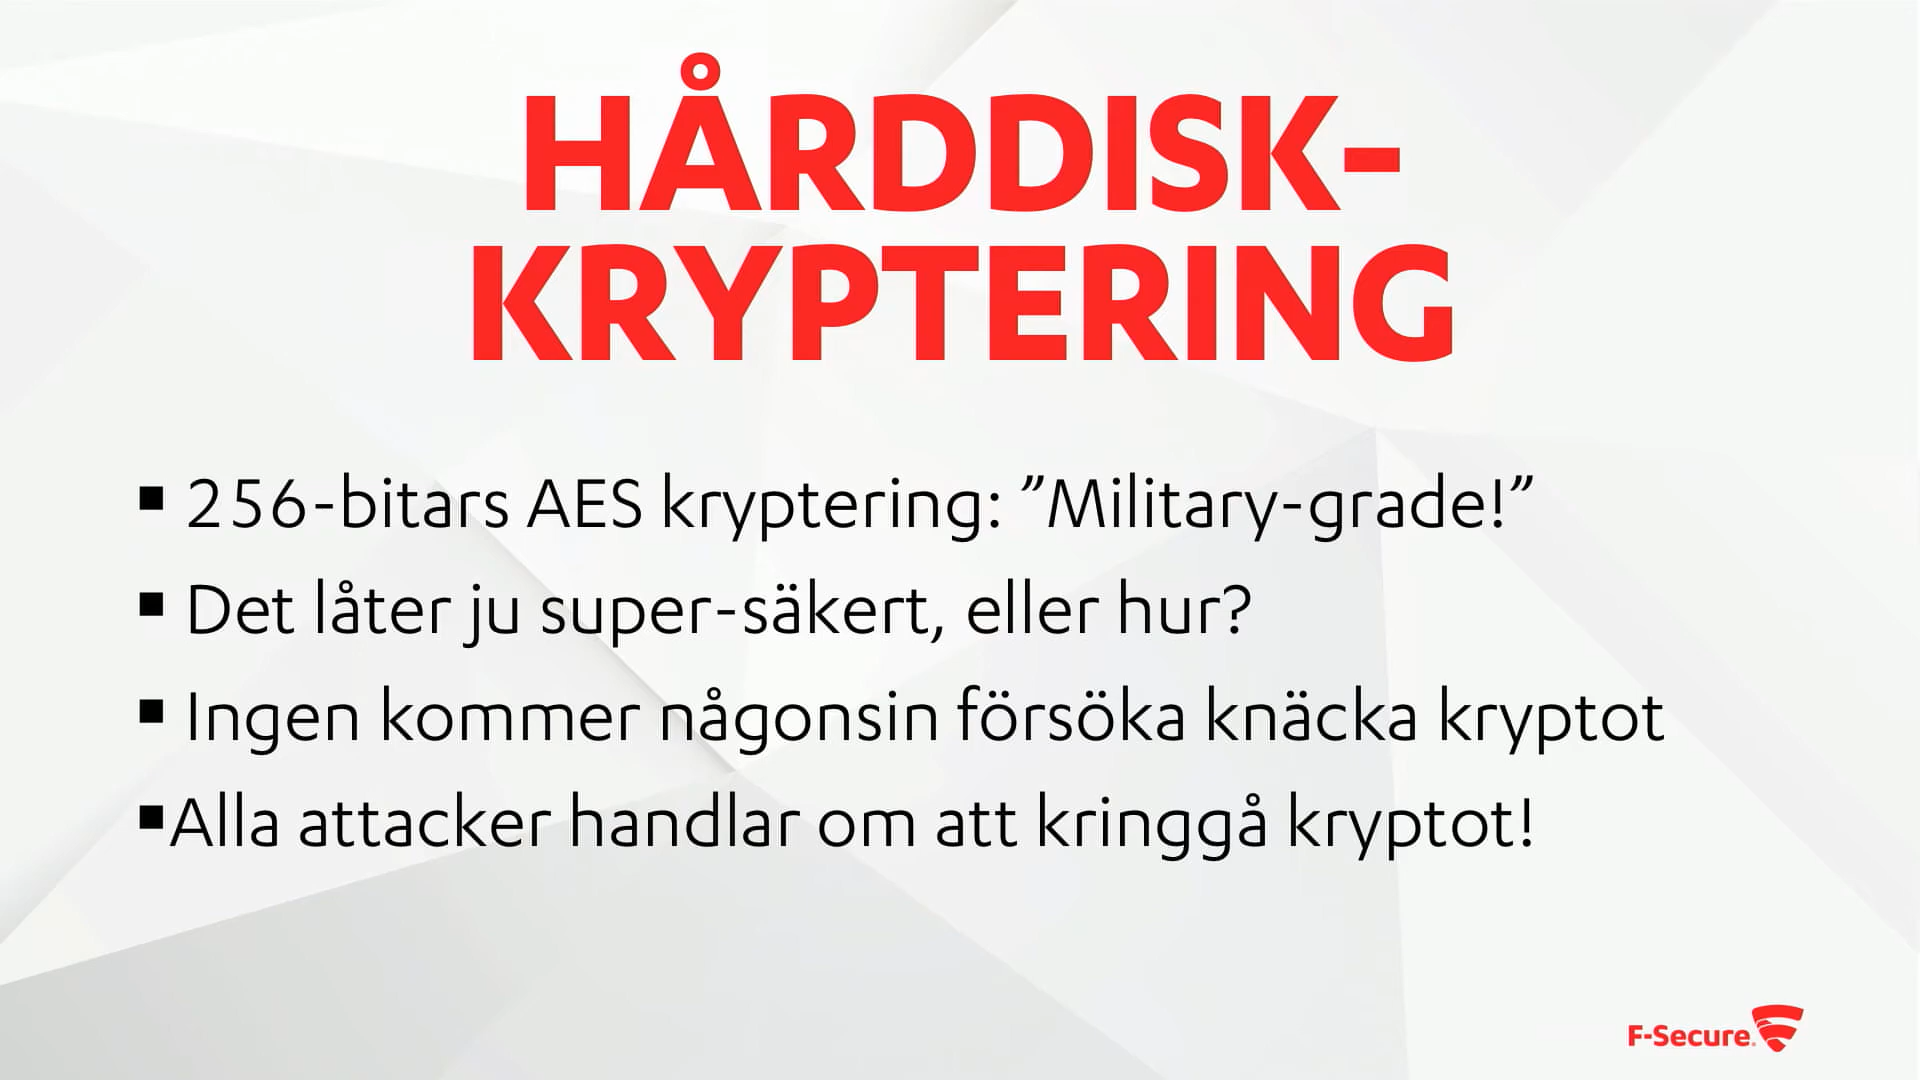 HÅRDDISK-
KRYPTERING
▪ 256-bitars AES kryptering: ”Military-grade!”
▪ Det låter ju super-säkert, eller hur?
▪ Ingen kommer någonsin försöka knäcka kryptot
▪Alla attacker handlar om att kringgå kryptot!
F-Secure.